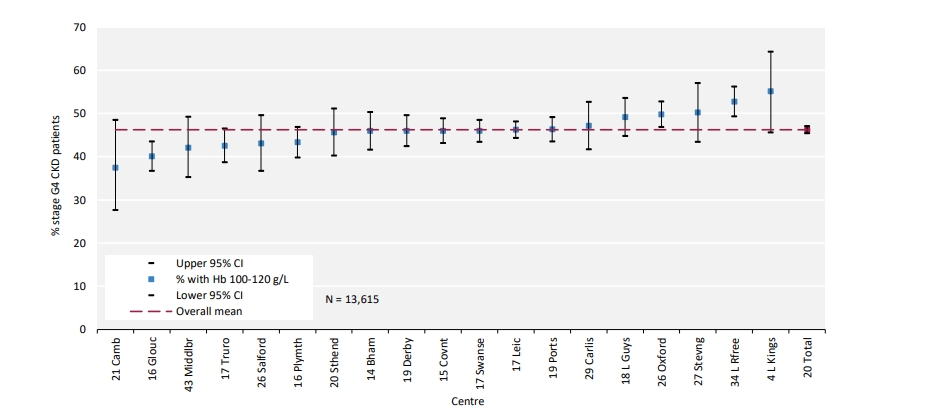 70
60
50
40
30
20
10
0
% stage G4 CKD patients
Upper 95% CI
% with Hb 100-120 g/L
Lower 95% CI
Overall mean
N = 13,615
21 Camb
16 Glouc
43 Middlbr
17 Truro
26 Salford
16 Plymth
20 Sthend
14 Bham
19 Derby
15 Covnt
17 Swanse
17 Leic
19 Ports
29 Carlis
18 L Guys
26 Oxford
27 Stevng
34 L Rfree
4 L Kings
20 Total
Centre